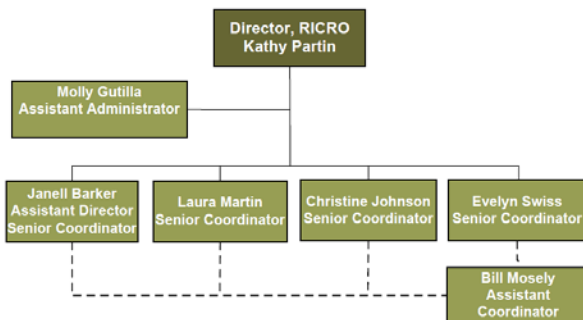 Director, RICRO
Kathy Partin
Molly Gutilla
Assistant Administrator
Janell Barker
Assistant Director
Senior Coordinator
Laura Martin
Senior Coordinator
Christine Johnson
Senior Coordinator
Evelyn Swiss
Senior Coordinator
Bill Mosely
Assistant
Coordinator